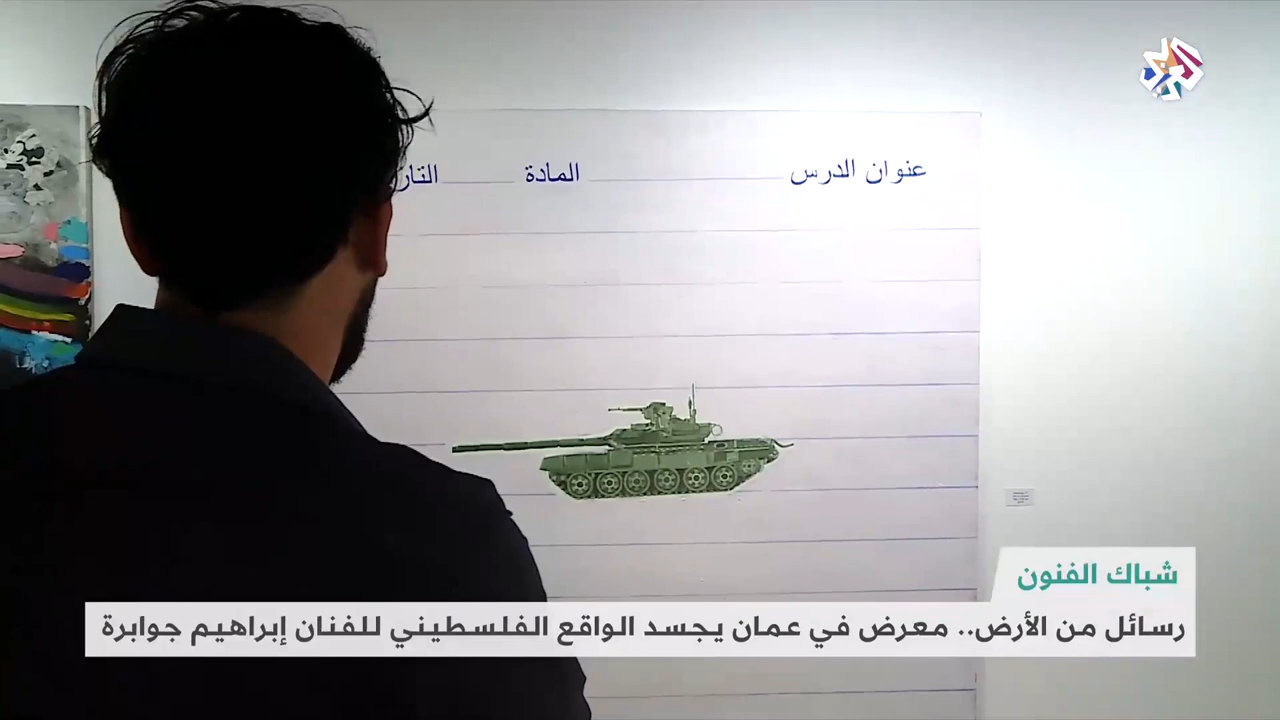 عنوان الدرس المادة
شباك الفنون
رسائل من الأرض.. معرض في عمان يجسد الواقع الفلسطيني للفنان إبراهيم جوابرة